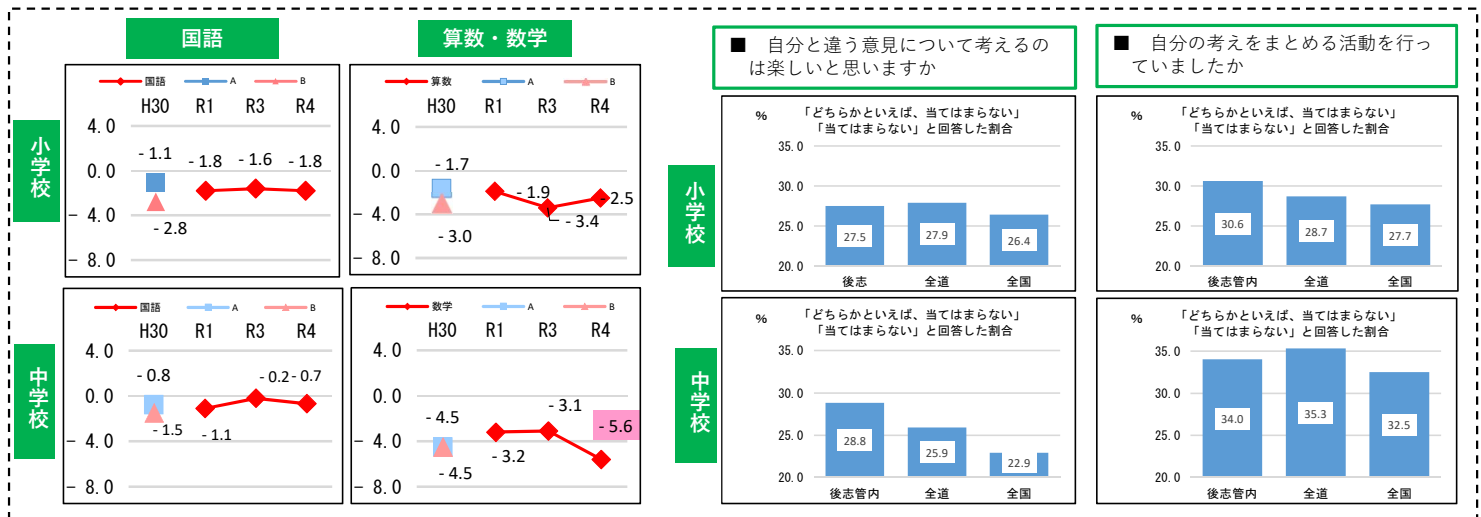 国語
算数・数学
■ 自分と違う意見について考えるの
は楽しいと思いますか
■ 自分の考えをまとめる活動を行っ
ていましたか
小学校
国語 A B
H30 R1 R3 R4
4.0
0.0
－4.0
－8.0
-1.1
-1.8
-1.6
-1.8
-2.8
算数 A B
H30 R1 R3 R4
4.0
0.0
－4.0
－8.0
-1.7
-1.9
-2.5
-3.4
-3.0
小学校
% 「どちらかといえば、当てはまらない」
「当てはまらない」と回答した割合
35.0
30.0
25.0
20.0
27.5 27.9 26.4
後志 全道 全国
% 「どちらかといえば、当てはまらない」
「当てはまらない」と回答した割合
35.0
30.0
25.0
20.0
30.6 28.7 27.7
後志管内 全道 全国
中学校
国語 A B
H30 R1 R3 R4
4.0
0.0
－4.0
－8.0
-0.8
-0.2
-0.7
-1.5
-1.1
数学 A B
H30 R1 R3 R4
4.0
0.0
－4.0
－8.0
-4.5
-3.1
-5.6
-3.2
-4.5
中学校
% 「どちらかといえば、当てはまらない」
「当てはまらない」と回答した割合
35.0
30.0
25.0
20.0
28.8 25.9 22.9
後志管内 全道 全国
% 「どちらかといえば、当てはまらない」
「当てはまらない」と回答した割合
35.0
30.0
25.0
20.0
34.0 35.3 32.5
後志管内 全道 全国